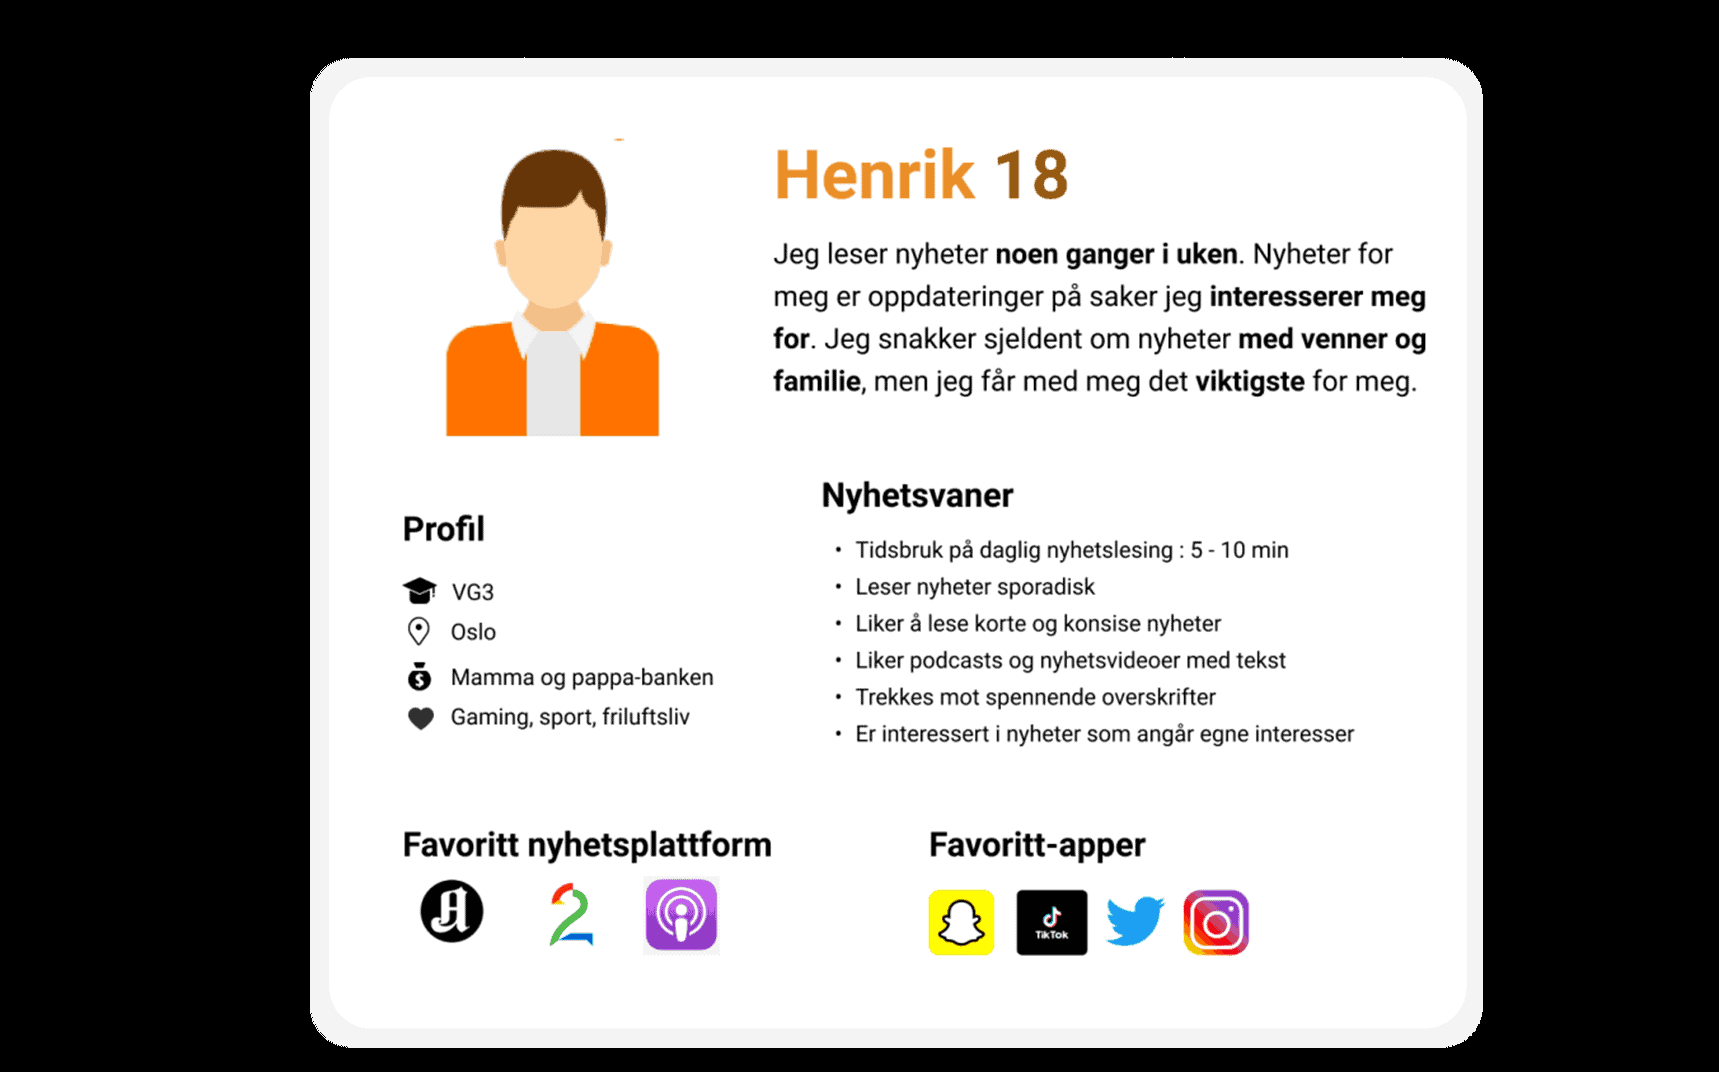 Henrik 18
Jeg leser nyheter noen ganger i uken. Nyheter for
meg er oppdateringer på saker jeg interesserer meg
for. Jeg snakker sjeldent om nyheter med venner og
familie, men jeg får med meg det viktigste for meg.
Profil
VG3
Oslo
Mamma og pappa-banken
Gaming, sport, friluftsliv
Nyhetsvaner
• Tidsbruk på daglig nyhetslesing : 5 - 10 min
• Leser nyheter sporadisk
• Liker å lese korte og konsise nyheter
• Liker podcasts og nyhetsvideoer med tekst
• Trekkes mot spennende overskrifter
• Er interessert i nyheter som angår egne interesser
Favoritt nyhetsplattform
A
2
Favoritt-apper
TikTok